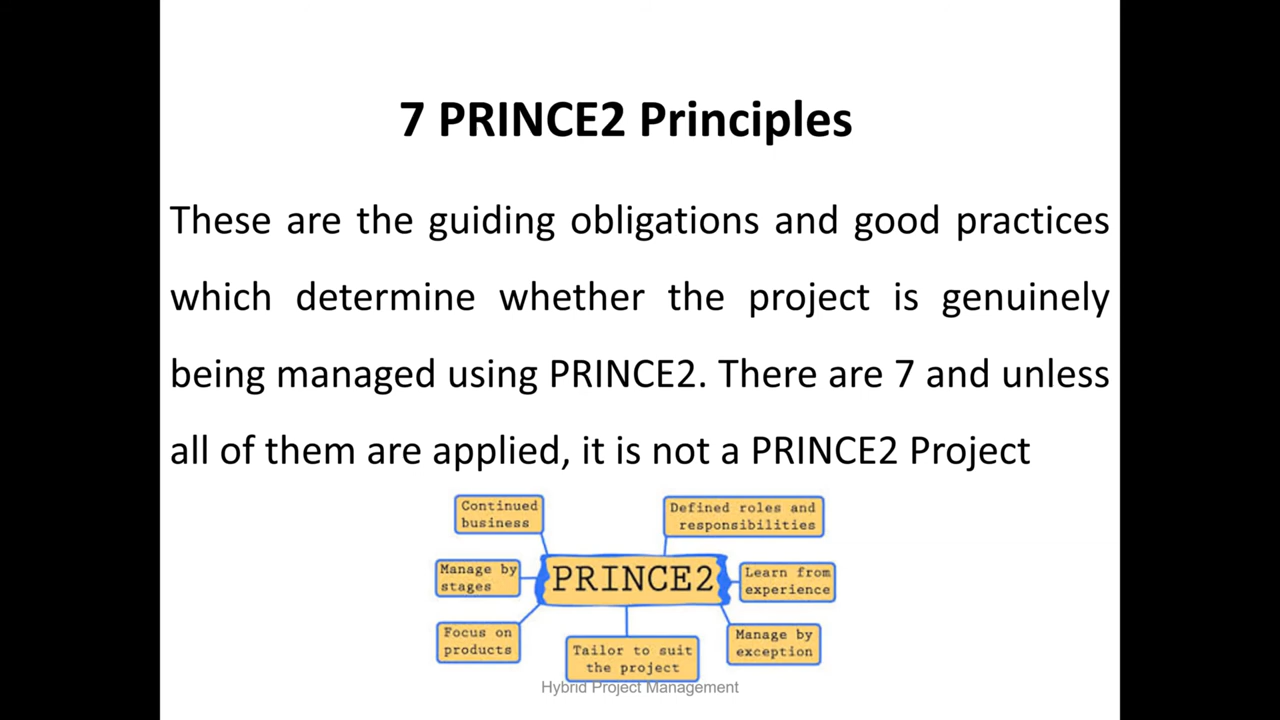 7 PRINCE2 Principles
These are the guiding obligations and good practices
which determine whether the project is genuinely
being managed using PRINCE2. There are 7 and unless
all of them are applied, it is not a PRINCE2 Project
Continued
business
Defined roles and
responsibilities
Manage by
stages
PRINCE2
Learn from
experience
Focus on
products
Tailor to suit
the project
Manage by
exception
Hybrid Project Management